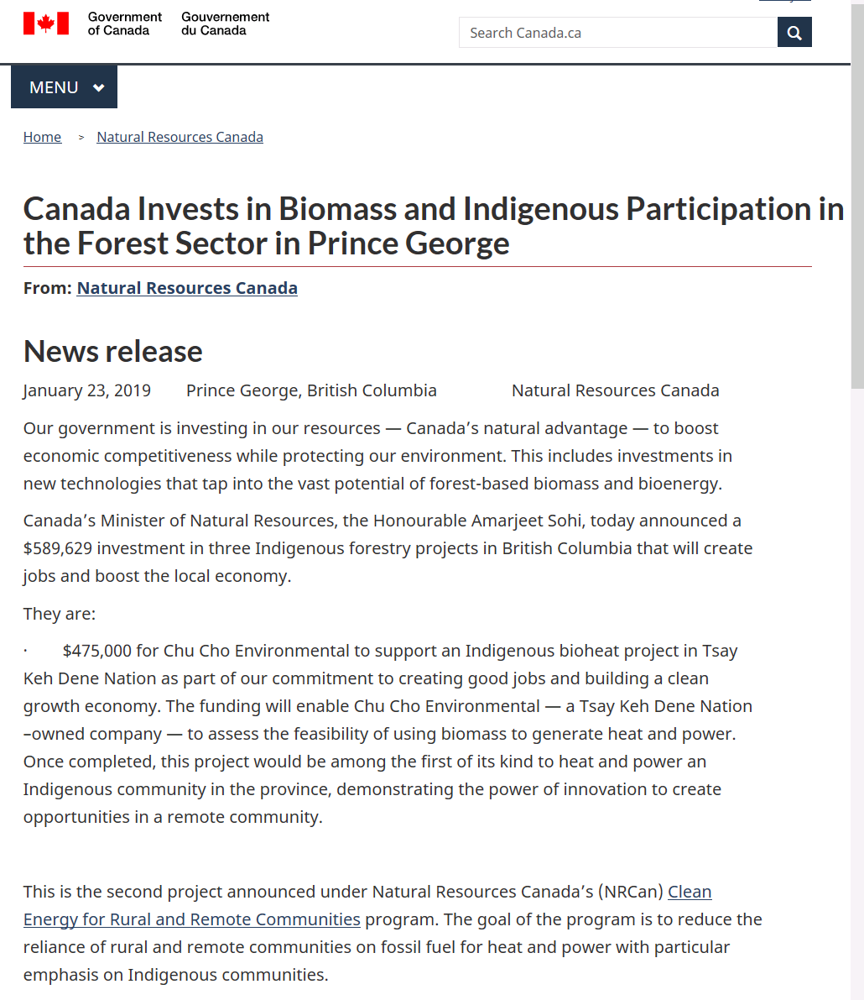 Government of Canada
Gouvernement du Canada
Search Canada.ca
MENU
Home > Natural Resources Canada
Canada Invests in Biomass and Indigenous Participation in
the Forest Sector in Prince George
From: Natural Resources Canada
News release
January 23, 2019 Prince George, British Columbia Natural Resources Canada
Our government is investing in our resources — Canada’s natural advantage — to boost
economic competitiveness while protecting our environment. This includes investments in
new technologies that tap into the vast potential of forest-based biomass and bioenergy.
Canada’s Minister of Natural Resources, the Honourable Amarjeet Sohi, today announced a
$589,629 investment in three Indigenous forestry projects in British Columbia that will create
jobs and boost the local economy.
They are:
· $475,000 for Chu Cho Environmental to support an Indigenous bioheat project in Tsay
Keh Dene Nation as part of our commitment to creating good jobs and building a clean
growth economy. The funding will enable Chu Cho Environmental — a Tsay Keh Dene Nation
–owned company — to assess the feasibility of using biomass to generate heat and power.
Once completed, this project would be among the first of its kind to heat and power an
Indigenous community in the province, demonstrating the power of innovation to create
opportunities in a remote community.
This is the second project announced under Natural Resources Canada’s (NRCan) Clean
Energy for Rural and Remote Communities program. The goal of the program is to reduce the
reliance of rural and remote communities on fossil fuel for heat and power with particular
emphasis on Indigenous communities.